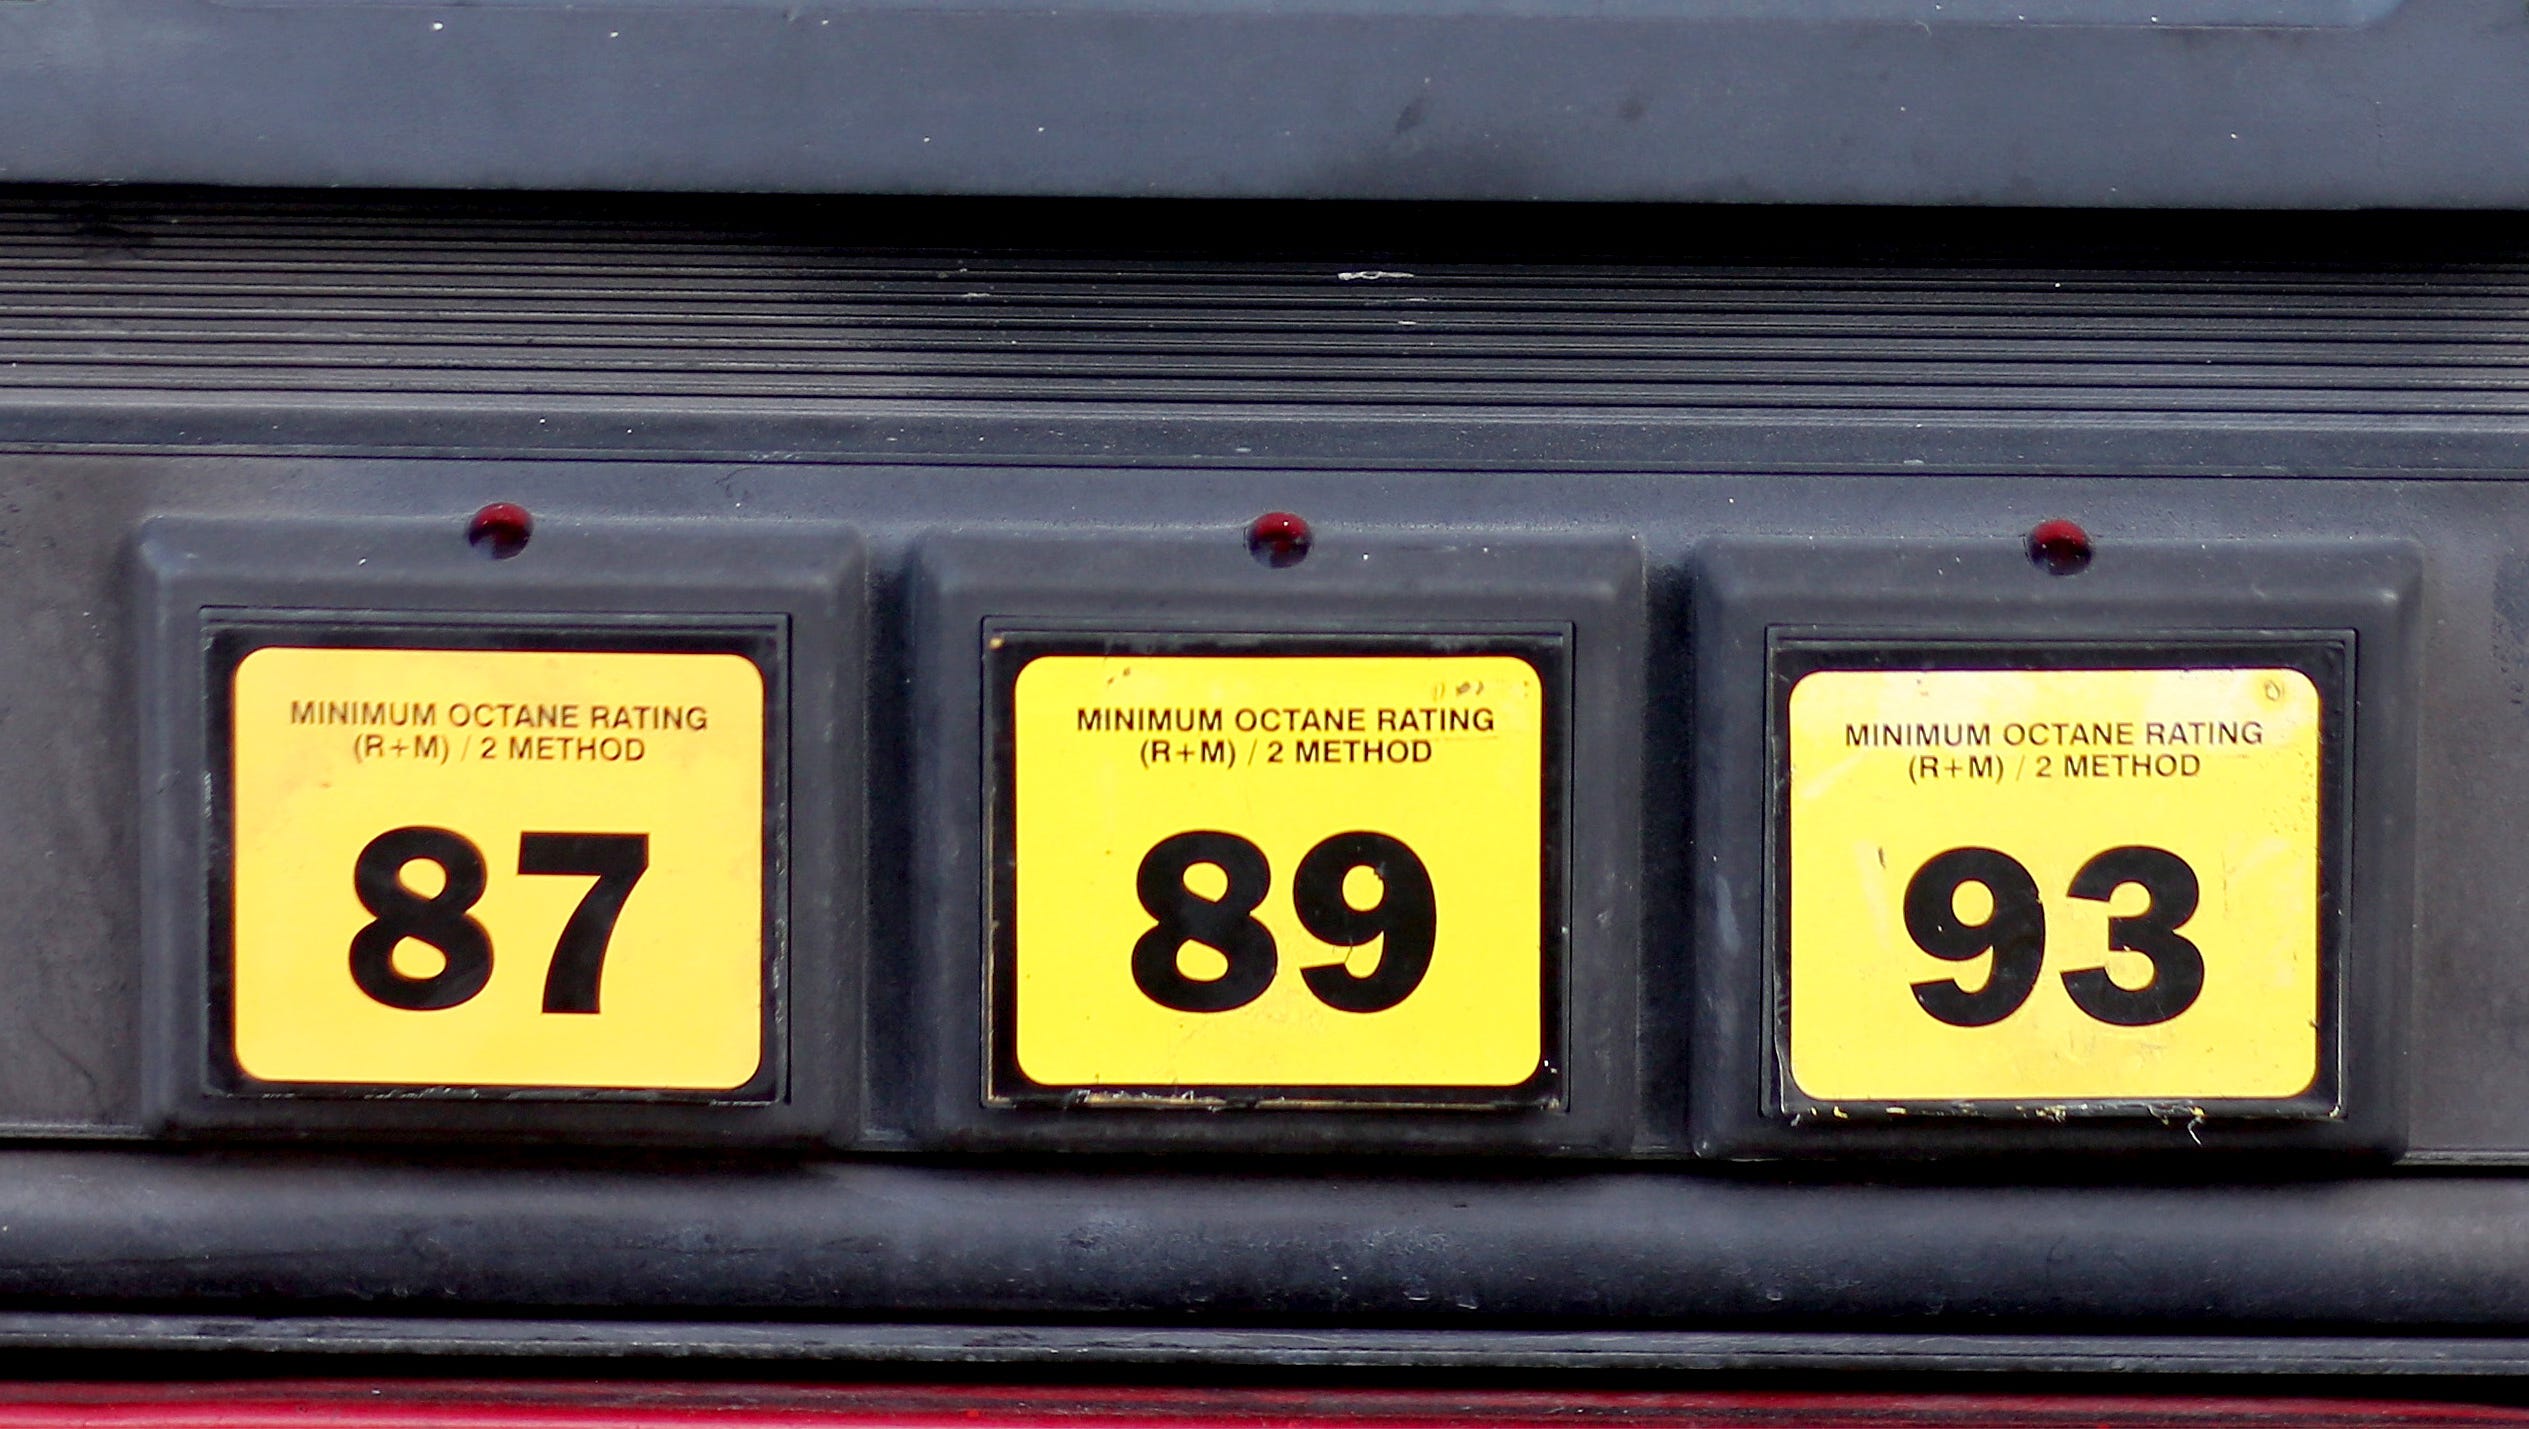 MINIMUM OCTANE RATING
(R+M) / 2 METHOD
87
MINIMUM OCTANE RATING
(R+M) / 2 METHOD
89
MINIMUM OCTANE RATING
(R+M) / 2 METHOD
93